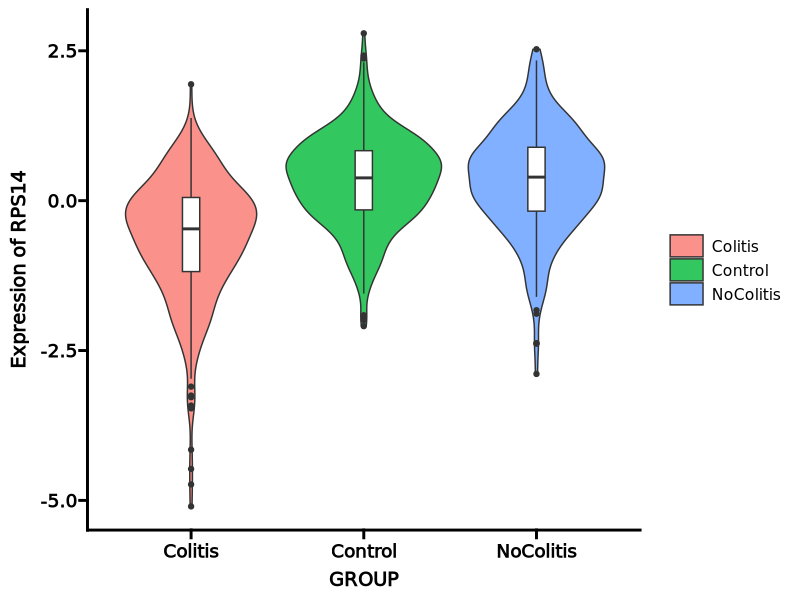 Expression of RPS14
2.5
0.0
-2.5
-5.0
Colitis
Control
NoColitis
GROUP
Colitis
Control
NoColitis